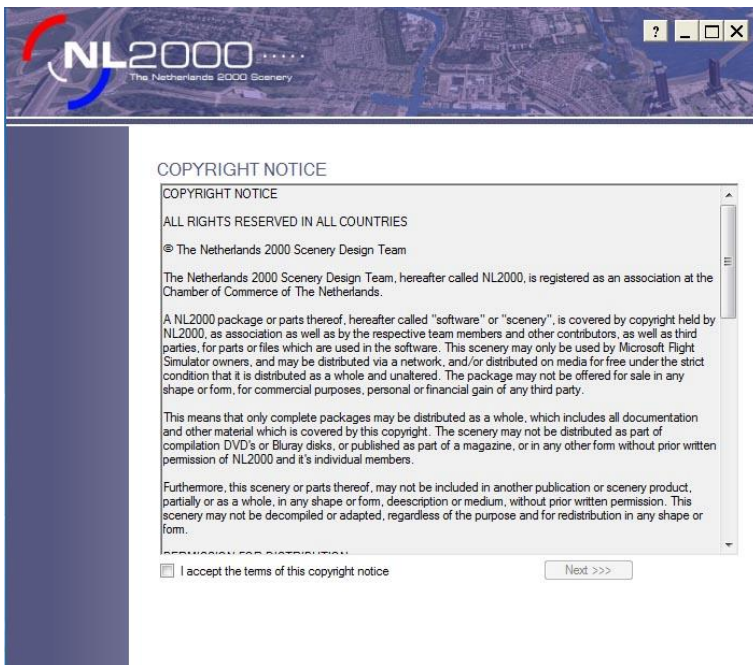 NL2000
The Netherlands 2000 Scenery
?
COPYRIGHT NOTICE
COPYRIGHT NOTICE
ALL RIGHTS RESERVED IN ALL COUNTRIES
© The Netherlands 2000 Scenery Design Team
The Netherlands 2000 Scenery Design Team, hereafter called NL2000, is registered as an association at the
Chamber of Commerce of The Netherlands.
A NL2000 package or parts thereof, hereafter called "software" or "scenery", is covered by copyright held by
NL2000, as association as well as by the respective team members and other contributors, as well as third
parties, for parts or files which are used in the software. This scenery may only be used by Microsoft Flight
Simulator owners, and may be distributed via a network, and/or distributed on media for free under the strict
condition that it is distributed as a whole and unaltered. The package may not be offered for sale in any
shape or form, for commercial purposes, personal or financial gain of any third party.
This means that only complete packages may be distributed as a whole, which includes all documentation
and other material which is covered by this copyright. The scenery may not be distributed as part of
compilation DVD's or Bluray disks, or published as part of a magazine, or in any other form without prior written
permission of NL2000 and it's individual members.
Furthermore, this scenery or parts thereof, may not be included in another publication or scenery product,
partially or as a whole, in any shape or form, deescription or medium, without prior written permission. This
scenery may not be decompiled or adapted, regardless of the purpose and for redistribution in any shape or
form.
PERMISSION FOR DISTRIBUTION
I accept the terms of this copyright notice
Next >>>